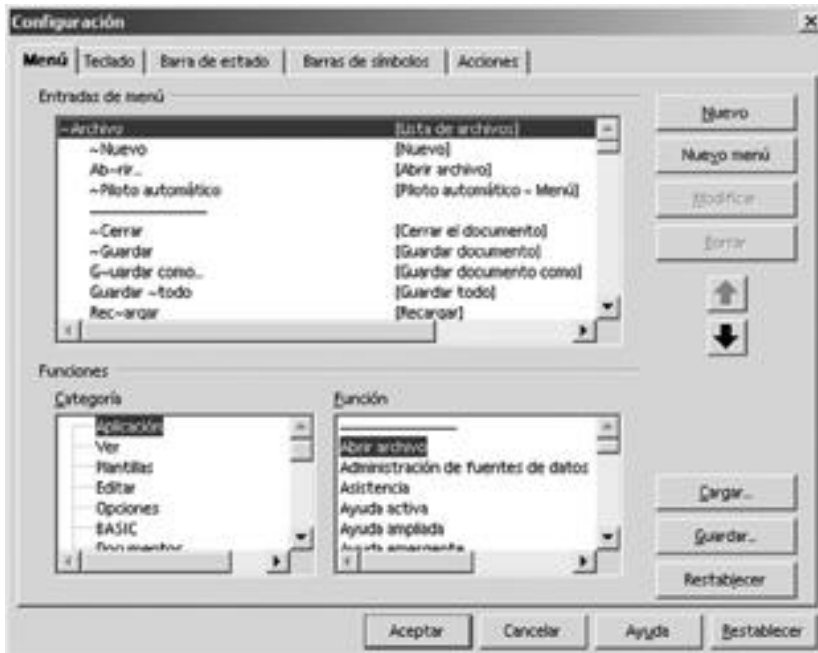 Configuración
Menú Teclado Barra de estado Barras de símbolos Acciones
Entradas de menú
~Archivo [Lista de archivos]
~Nuevo [Nuevo]
Ab~rir... [Abrir archivo]
~Piloto automático [Piloto automático - Menú]
~Cerrar [Cerrar el documento]
~Guardar [Guardar documento]
G~uardar como... [Guardar documento como]
Guardar ~todo [Guardar todo]
Rec~argar [Recargar]
Nuevo
Nuevo menú
Modificar
Borrar
Funciones
Categoría
Aplicación
Ver
Plantillas
Editar
Opciones
BASIC
Documentos
Función
Abrir archivo
Administración de fuentes de datos
Asistencia
Ayuda activa
Ayuda ampliada
Ayuda emergente
Cargar...
Guardar...
Restablecer
Aceptar Cancelar Ayuda Restablecer